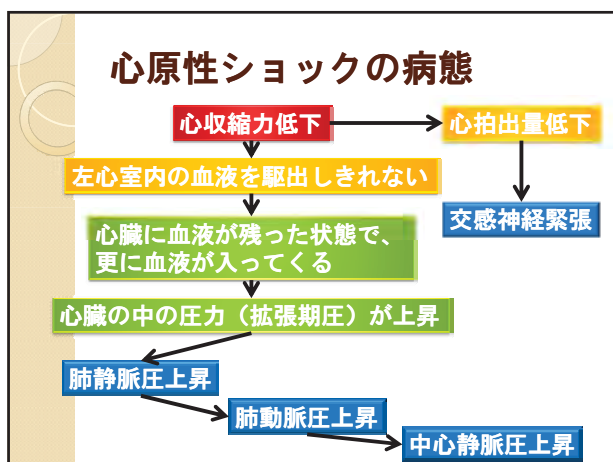 心原性ショックの病態
心収縮力低下
心拍出量低下
左心室内の血液を駆出しきれない
交感神経緊張
心臓に血液が残った状態で、
更に血液が入ってくる
心臓の中の圧力（拡張期圧）が上昇
肺静脈圧上昇
肺動脈圧上昇
中心静脈圧上昇